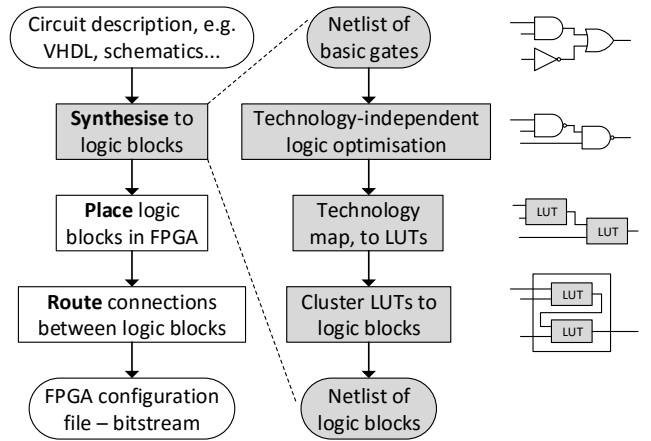 Circuit description, e.g.
VHDL, schematics...
Synthesise to
logic blocks
Place logic
blocks in FPGA
Route connections
between logic blocks
FPGA configuration
file – bitstream
Netlist of
basic gates
Technology-independent
logic optimisation
Technology
map, to LUTs
Cluster LUTs to
logic blocks
Netlist of
logic blocks
LUT
LUT
LUT
LUT